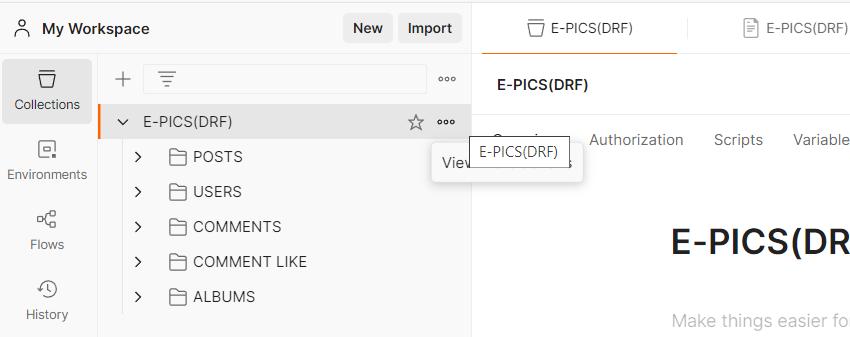 My Workspace
New
Import
E-PICS(DRF)
E-PICS(DRF)
Collections
Environments
Flows
History
E-PICS(DRF)
POSTS
USERS
COMMENTS
COMMENT LIKE
ALBUMS
E-PICS(DRF)
View
E-PICS(DRF)
Authorization
Scripts
Variable
E-PICS(DR
Make things easier fo